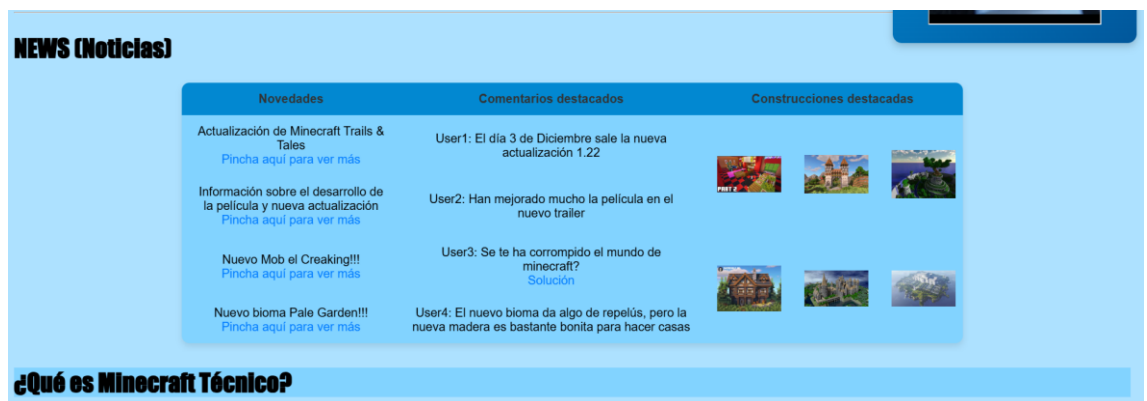 NEWS (Noticias)
Novedades
Comentarios destacados
Construcciones destacadas
Actualización de Minecraft Trails &
Tales
Pincha aquí para ver más
User1: El día 3 de Diciembre sale la nueva
actualización 1.22
PART 2
Información sobre el desarrollo de
la película y nueva actualización
Pincha aquí para ver más
User2: Han mejorado mucho la película en el
nuevo trailer
Nuevo Mob el Creaking!!!
Pincha aquí para ver más
User3: Se te ha corrompido el mundo de
minecraft?
Solución
Nuevo bioma Pale Garden!!!
Pincha aquí para ver más
User4: El nuevo bioma da algo de repelús, pero la
nueva madera es bastante bonita para hacer casas
¿Qué es Minecraft Técnico?